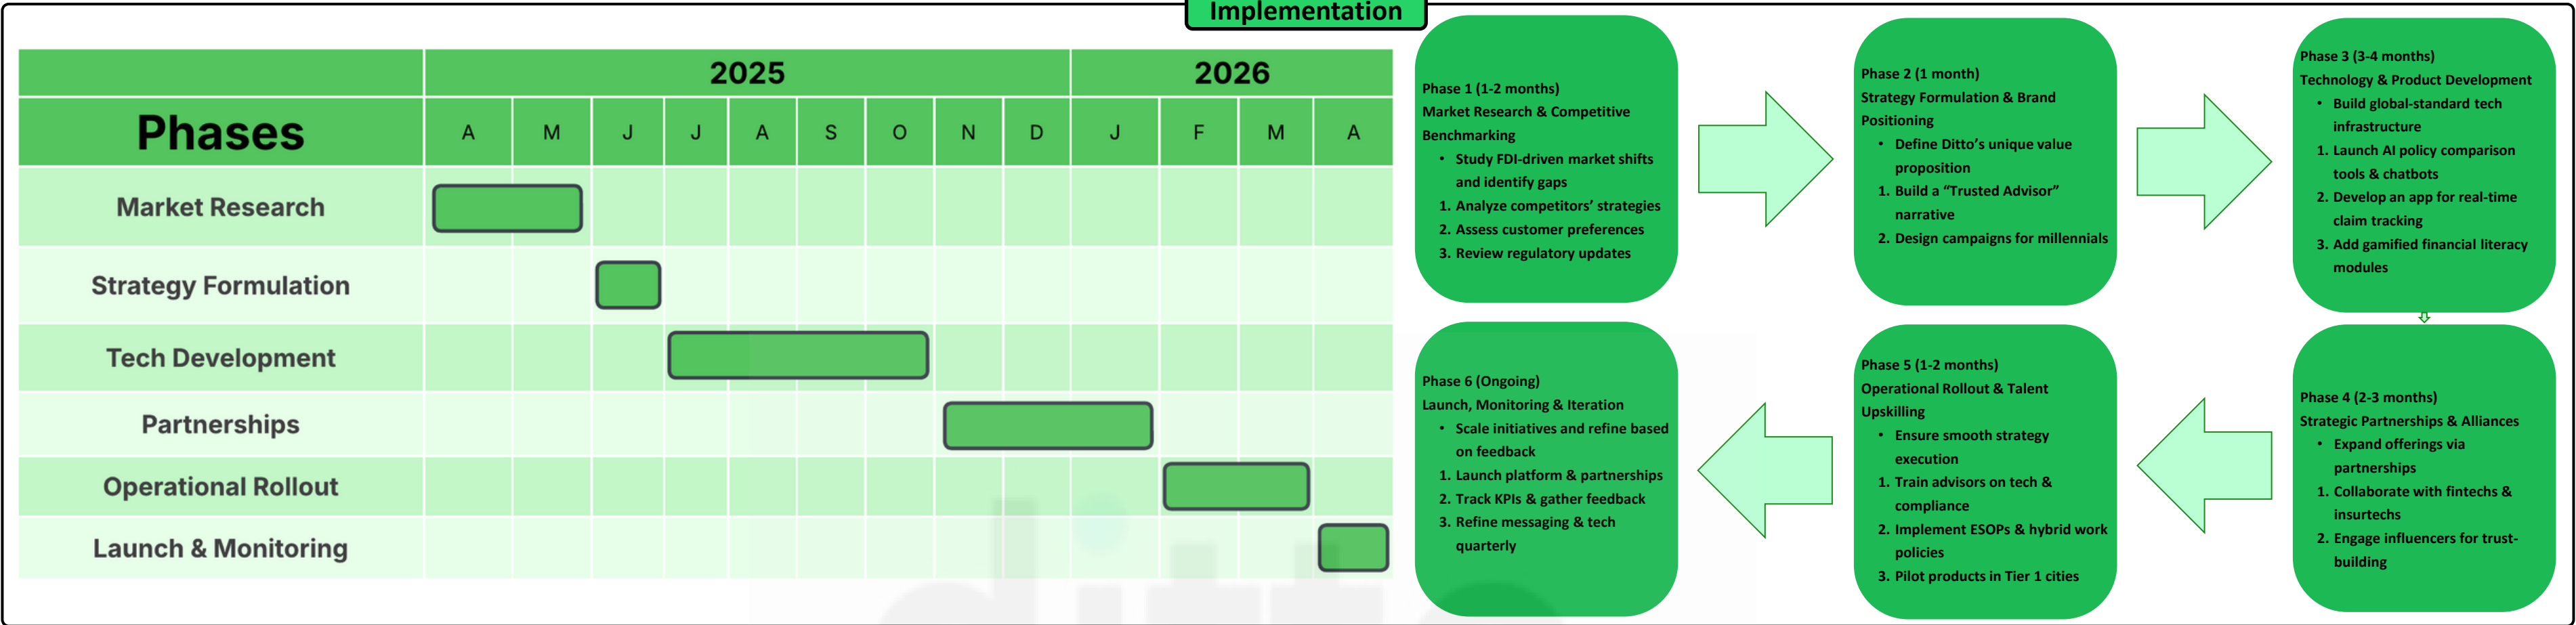 Implementation
2025 2026
Phases A M J J A S O N D J F M A
Market Research
Strategy Formulation
Tech Development
Partnerships
Operational Rollout
Launch & Monitoring
Phase 1 (1-2 months)
Market Research & Competitive
Benchmarking
• Study FDI-driven market shifts
and identify gaps
1. Analyze competitors’ strategies
2. Assess customer preferences
3. Review regulatory updates
Phase 2 (1 month)
Strategy Formulation & Brand
Positioning
• Define Ditto’s unique value
proposition
1. Build a “Trusted Advisor”
narrative
2. Design campaigns for millennials
Phase 3 (3-4 months)
Technology & Product Development
• Build global-standard tech
infrastructure
1. Launch AI policy comparison
tools & chatbots
2. Develop an app for real-time
claim tracking
3. Add gamified financial literacy
modules
Phase 4 (2-3 months)
Strategic Partnerships & Alliances
• Expand offerings via
partnerships
1. Collaborate with fintechs &
insurtechs
2. Engage influencers for trust-
building
Phase 5 (1-2 months)
Operational Rollout & Talent
Upskilling
• Ensure smooth strategy
execution
1. Train advisors on tech &
compliance
2. Implement ESOPs & hybrid work
policies
3. Pilot products in Tier 1 cities
Phase 6 (Ongoing)
Launch, Monitoring & Iteration
• Scale initiatives and refine based
on feedback
1. Launch platform & partnerships
2. Track KPIs & gather feedback
3. Refine messaging & tech
quarterly
ditto